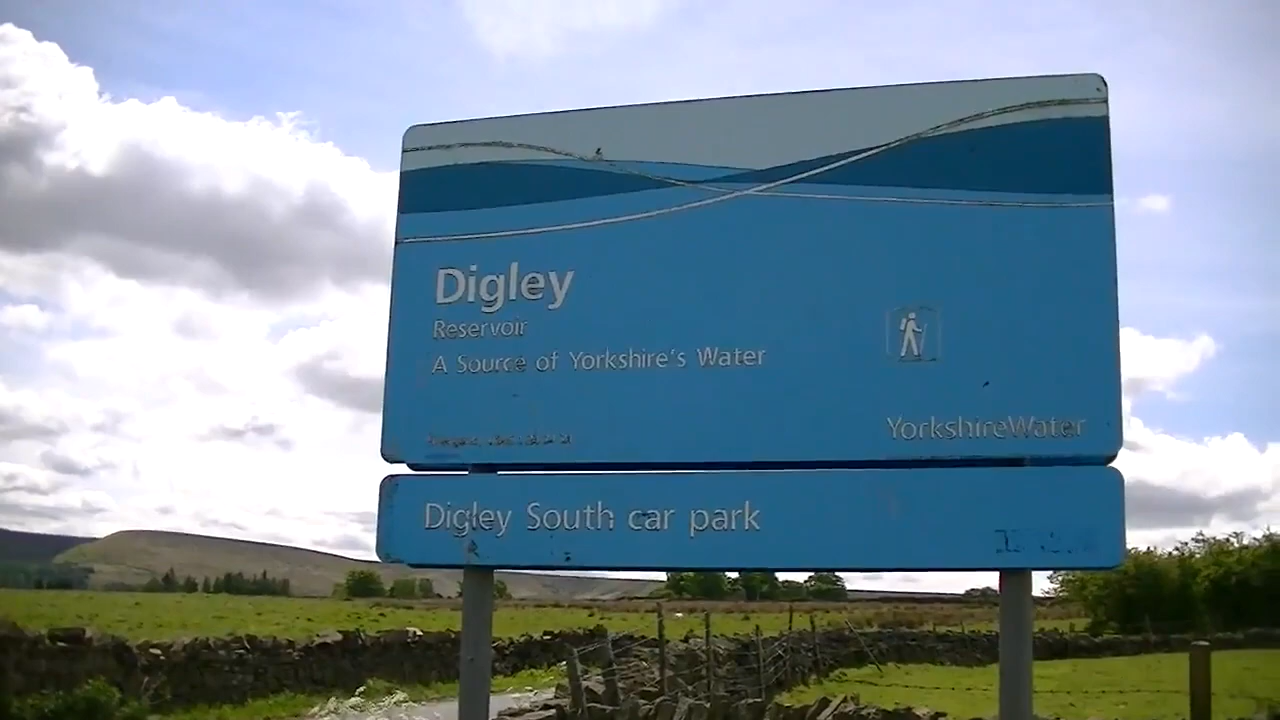 Digley
Reservoir
A Source of Yorkshire's Water
YorkshireWater
Digley South car park